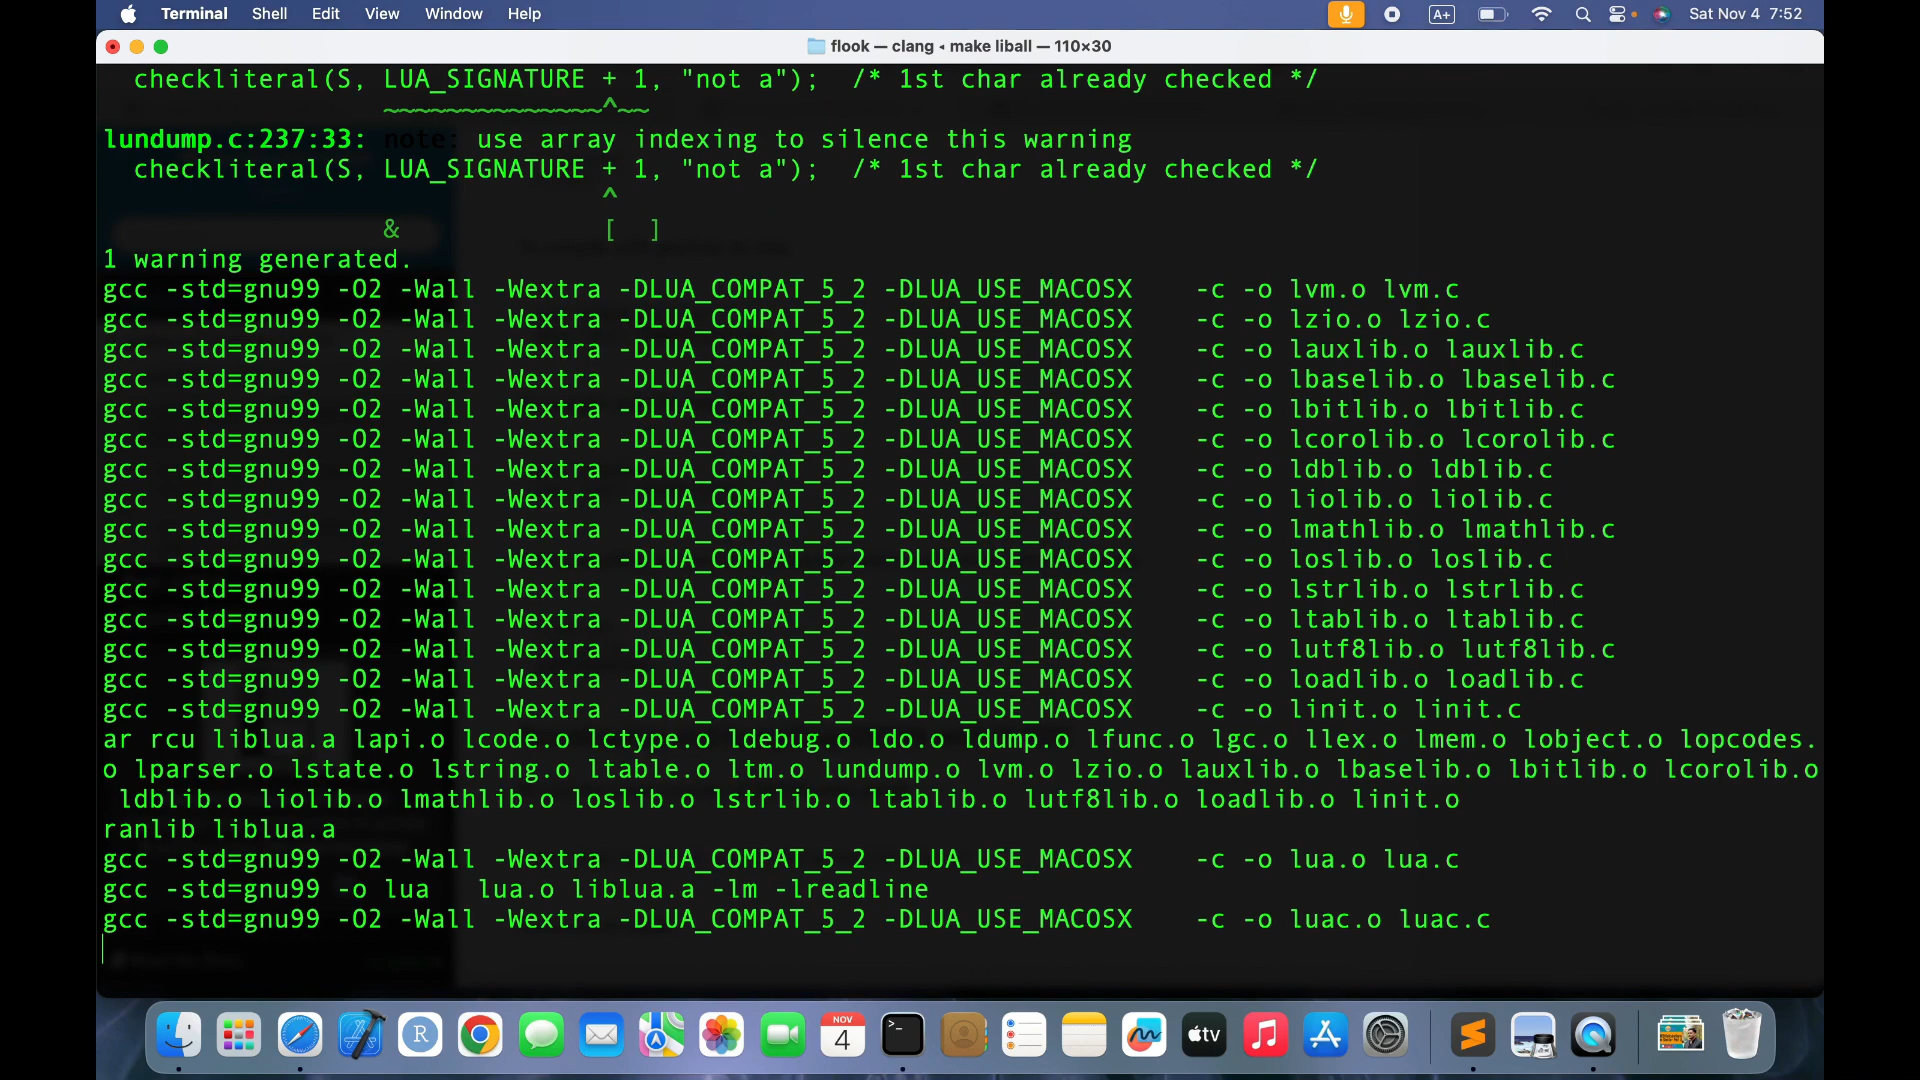 Terminal Shell Edit View Window Help A+ Sat Nov 4 7:52
flook — clang ◂ make liball — 110×30
checkliteral(S, LUA_SIGNATURE + 1, "not a");  /* 1st char already checked */
~~~~~~~~~~~~~~^~~
lundump.c:237:33: note: use array indexing to silence this warning
checkliteral(S, LUA_SIGNATURE + 1, "not a");  /* 1st char already checked */
^
& [ ]
1 warning generated.
gcc -std=gnu99 -O2 -Wall -Wextra -DLUA_COMPAT_5_2 -DLUA_USE_MACOSX    -c -o lvm.o lvm.c
gcc -std=gnu99 -O2 -Wall -Wextra -DLUA_COMPAT_5_2 -DLUA_USE_MACOSX    -c -o lzio.o lzio.c
gcc -std=gnu99 -O2 -Wall -Wextra -DLUA_COMPAT_5_2 -DLUA_USE_MACOSX    -c -o lauxlib.o lauxlib.c
gcc -std=gnu99 -O2 -Wall -Wextra -DLUA_COMPAT_5_2 -DLUA_USE_MACOSX    -c -o lbaselib.o lbaselib.c
gcc -std=gnu99 -O2 -Wall -Wextra -DLUA_COMPAT_5_2 -DLUA_USE_MACOSX    -c -o lbitlib.o lbitlib.c
gcc -std=gnu99 -O2 -Wall -Wextra -DLUA_COMPAT_5_2 -DLUA_USE_MACOSX    -c -o lcorolib.o lcorolib.c
gcc -std=gnu99 -O2 -Wall -Wextra -DLUA_COMPAT_5_2 -DLUA_USE_MACOSX    -c -o ldblib.o ldblib.c
gcc -std=gnu99 -O2 -Wall -Wextra -DLUA_COMPAT_5_2 -DLUA_USE_MACOSX    -c -o liolib.o liolib.c
gcc -std=gnu99 -O2 -Wall -Wextra -DLUA_COMPAT_5_2 -DLUA_USE_MACOSX    -c -o lmathlib.o lmathlib.c
gcc -std=gnu99 -O2 -Wall -Wextra -DLUA_COMPAT_5_2 -DLUA_USE_MACOSX    -c -o loslib.o loslib.c
gcc -std=gnu99 -O2 -Wall -Wextra -DLUA_COMPAT_5_2 -DLUA_USE_MACOSX    -c -o lstrlib.o lstrlib.c
gcc -std=gnu99 -O2 -Wall -Wextra -DLUA_COMPAT_5_2 -DLUA_USE_MACOSX    -c -o ltablib.o ltablib.c
gcc -std=gnu99 -O2 -Wall -Wextra -DLUA_COMPAT_5_2 -DLUA_USE_MACOSX    -c -o lutf8lib.o lutf8lib.c
gcc -std=gnu99 -O2 -Wall -Wextra -DLUA_COMPAT_5_2 -DLUA_USE_MACOSX    -c -o loadlib.o loadlib.c
gcc -std=gnu99 -O2 -Wall -Wextra -DLUA_COMPAT_5_2 -DLUA_USE_MACOSX    -c -o linit.o linit.c
ar rcu liblua.a lapi.o lcode.o lctype.o ldebug.o ldo.o ldump.o lfunc.o lgc.o llex.o lmem.o lobject.o lopcodes.
o lparser.o lstate.o lstring.o ltable.o ltm.o lundump.o lvm.o lzio.o lauxlib.o lbaselib.o lbitlib.o lcorolib.o
ldblib.o liolib.o lmathlib.o loslib.o lstrlib.o ltablib.o lutf8lib.o loadlib.o linit.o
ranlib liblua.a
gcc -std=gnu99 -O2 -Wall -Wextra -DLUA_COMPAT_5_2 -DLUA_USE_MACOSX    -c -o lua.o lua.c
gcc -std=gnu99 -o lua   lua.o liblua.a -lm -lreadline
gcc -std=gnu99 -O2 -Wall -Wextra -DLUA_COMPAT_5_2 -DLUA_USE_MACOSX    -c -o luac.o luac.c
R NOV 4 >_ tv